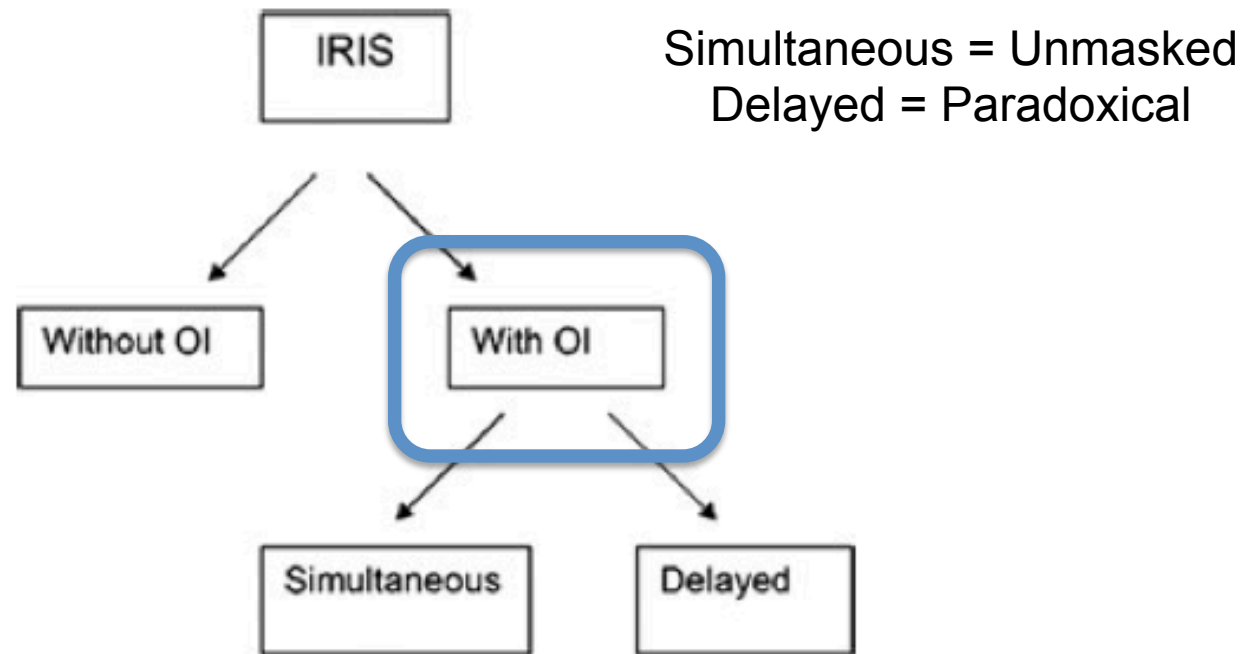 IRIS
Simultaneous = Unmasked
Delayed = Paradoxical
Without OI
With OI
Simultaneous
Delayed